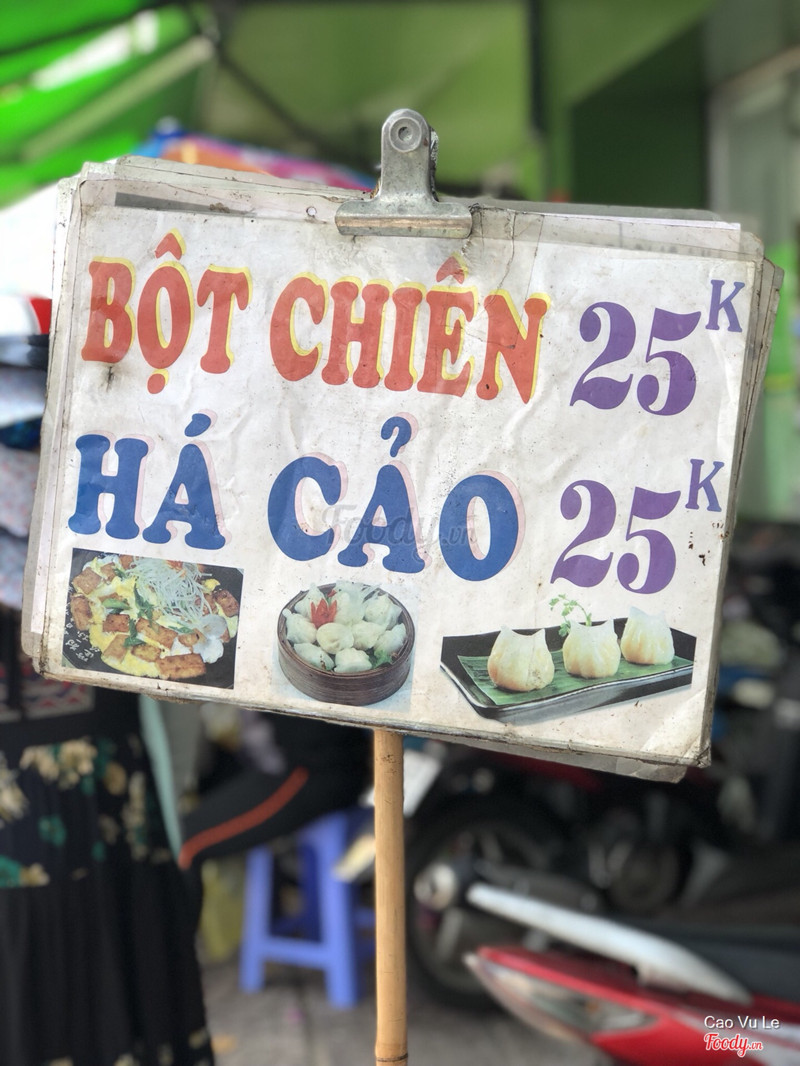 BỘT CHIÊN 25K
HÁ CẢO 25K
Foody.vn
Cao Vu Le
Foody.vn